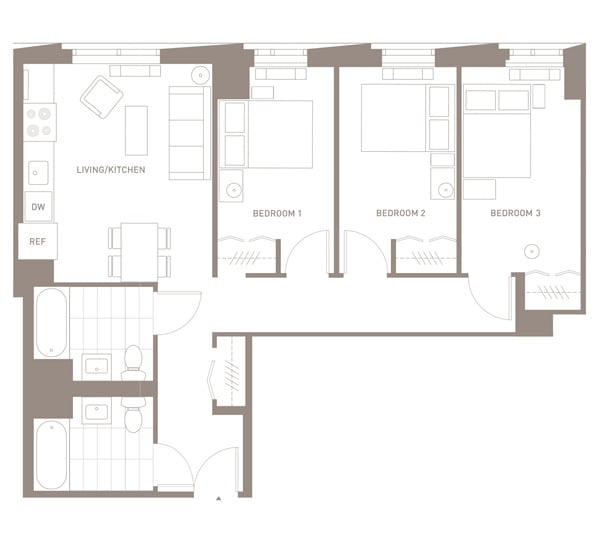 LIVING/KITCHEN
DW
REF
BEDROOM 1
BEDROOM 2
BEDROOM 3